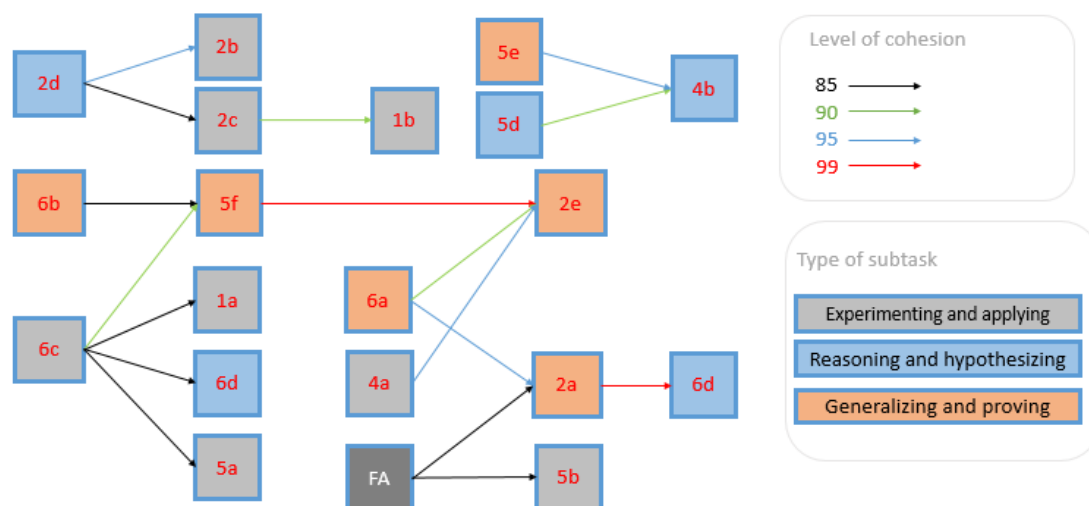 2d
2b
2c
1b
5e
5d
4b
6b
5f
2e
6c
1a
6d
5a
6a
4a
2a
6d
FA
5b
Level of cohesion
85
90
95
99
Type of subtask
Experimenting and applying
Reasoning and hypothesizing
Generalizing and proving